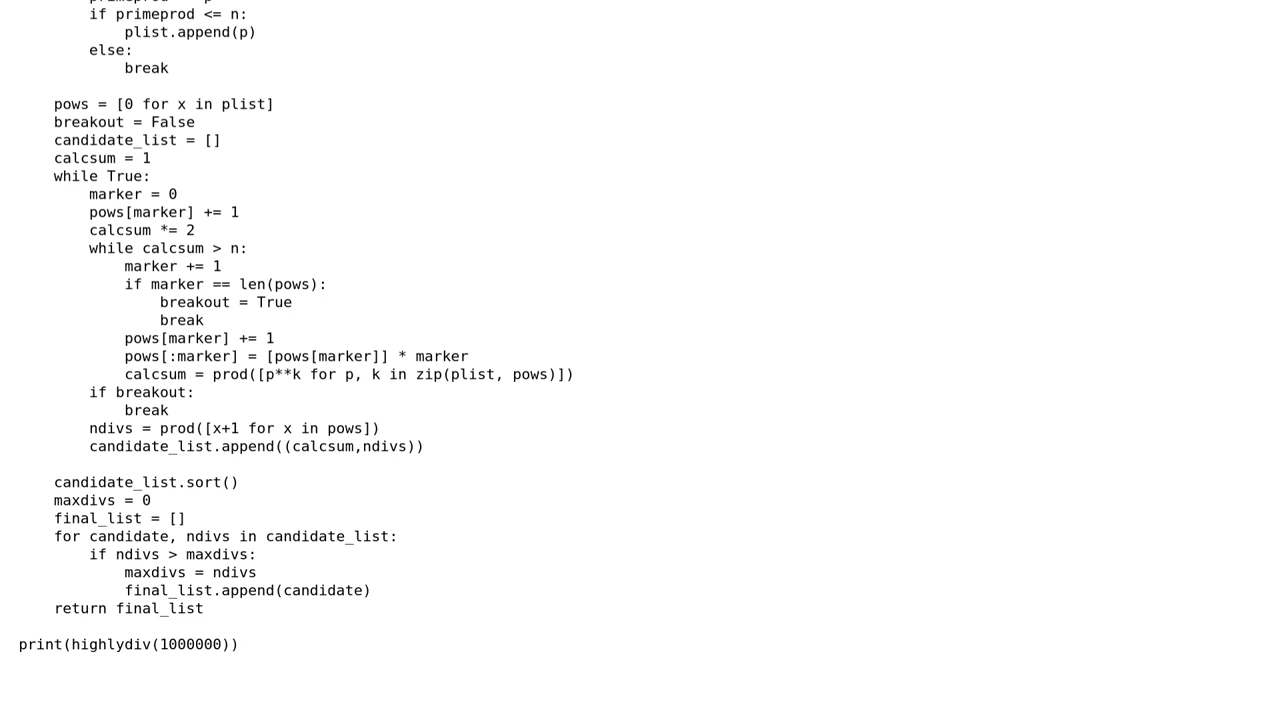 if primeprod <= n:
plist.append(p)
else:
break
pows = [0 for x in plist]
breakout = False
candidate_list = []
calcsum = 1
while True:
marker = 0
pows[marker] += 1
calcsum *= 2
while calcsum > n:
marker += 1
if marker == len(pows):
breakout = True
break
pows[marker] += 1
pows[:marker] = [pows[marker]] * marker
calcsum = prod([p**k for p, k in zip(plist, pows)])
if breakout:
break
ndivs = prod([x+1 for x in pows])
candidate_list.append((calcsum,ndivs))
candidate_list.sort()
maxdivs = 0
final_list = []
for candidate, ndivs in candidate_list:
if ndivs > maxdivs:
maxdivs = ndivs
final_list.append(candidate)
return final_list
print(highlydiv(1000000))